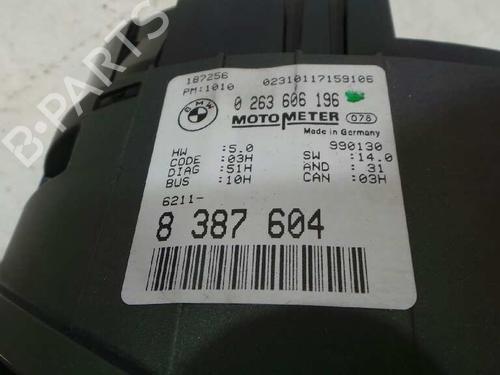 B-PARTS
187256
PM:1010
02310117159106
BMW
0 263 606 196
MOTOMETER 078
Made in Germany
990130
HW :5.0
SW :14.0
CODE :03H
AND : 31
DIAG :51H
CAN :03H
BUS :10H
6211-
8 387 604